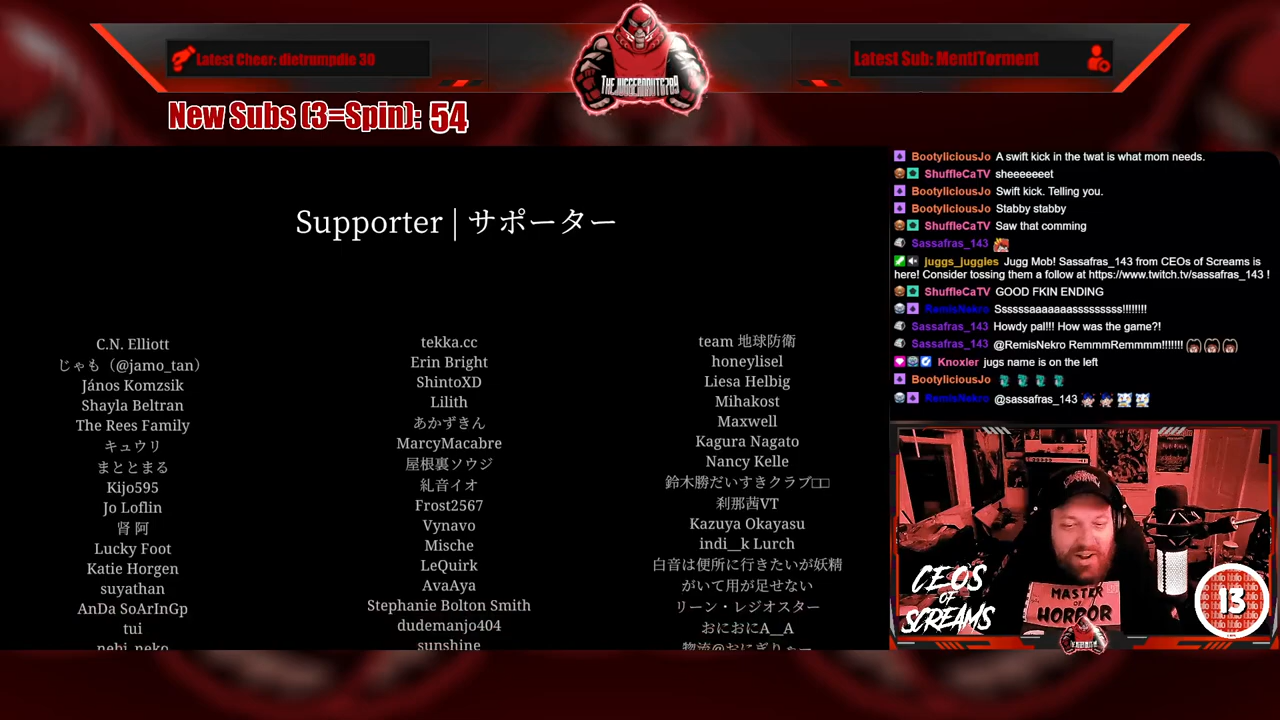 Latest Cheer: dietrumpdie 30
THEJUGGERNAUT6789
Latest Sub: MentlTorment
New Subs (3=Spin): 54
Supporter | サポーター
C.N. Elliott
じゃも（@jamo_tan）
János Komzsik
Shayla Beltran
The Rees Family
キュウリ
まととまる
Kijo595
Jo Loflin
肾 阿
Lucky Foot
Katie Horgen
suyathan
AnDa SoArInGp
tui
nebi_neko
tekka.cc
Erin Bright
ShintoXD
Lilith
あかずきん
MarcyMacabre
屋根裏ソウジ
糺音イオ
Frost2567
Vynavo
Mische
LeQuirk
AvaAya
Stephanie Bolton Smith
dudemanjo404
sunshine
team 地球防衛
honeylisel
Liesa Helbig
Mihakost
Maxwell
Kagura Nagato
Nancy Kelle
鈴木勝だいすきクラブ□□
刹那茜VT
Kazuya Okayasu
indi__k Lurch
白音は便所に行きたいが妖精
がいて用が足せない
リーン・レジオスター
おにおにA__A
BootyliciousJo A swift kick in the twat is what mom needs.
ShuffleCaTV sheeeeeeet
BootyliciousJo Swift kick. Telling you.
BootyliciousJo Stabby stabby
ShuffleCaTV Saw that comming
Sassafras_143
juggs_juggles Jugg Mob! Sassafras_143 from CEOs of Screams is
here! Consider tossing them a follow at https://www.twitch.tv/sassafras_143 !
ShuffleCaTV GOOD FKIN ENDING
RemisNekro Ssssssaaaaaaasssssssss!!!!!!!!
Sassafras_143 Howdy pal!!! How was the game?!
Sassafras_143 @RemisNekro RemmmRemmmm!!!!!!!
Knoxler jugs name is on the left
BootyliciousJo
RemisNekro @sassafras_143
CEOS
OF
SCREAMS
MASTER
OF
HORROR
13